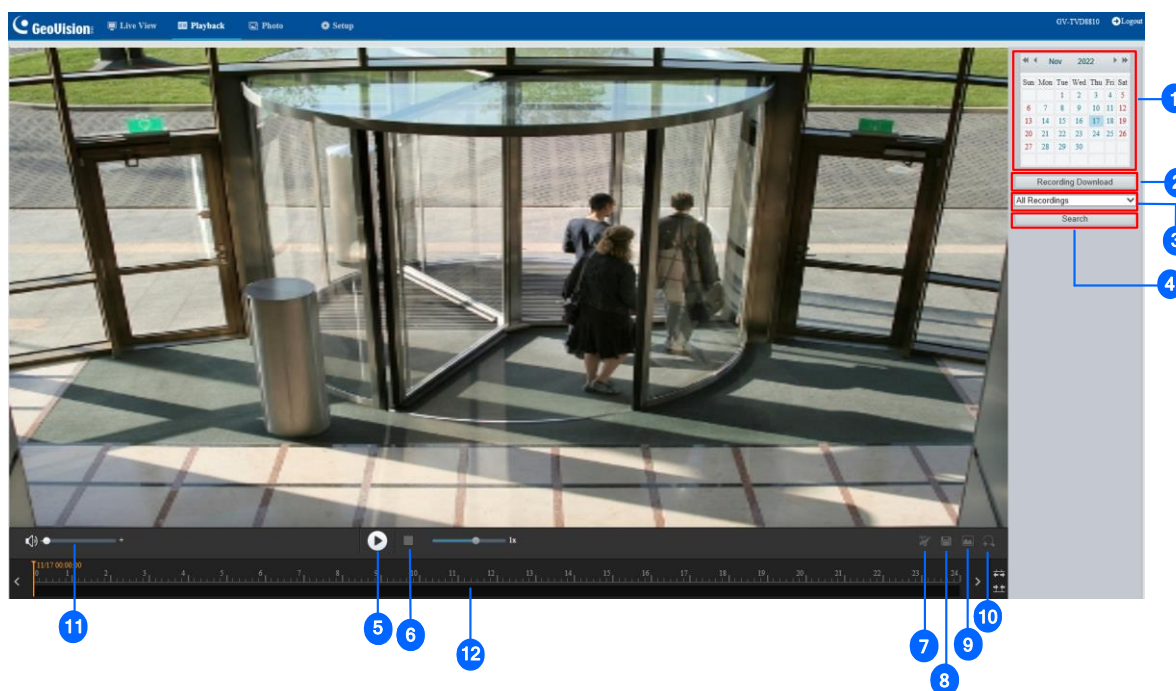 GeoVision: Live View Playback Photo Setup GV-TVD8810 Logout
Nov 2022
Sun Mon Tue Wed Thu Fri Sat
1 2 3 4 5
6 7 8 9 10 11 12
13 14 15 16 17 18 19
20 21 22 23 24 25 26
27 28 29 30
1
Recording Download
2
All Recordings
3
Search
4
- + 1x
11/17 00:00:00
0 1 2 3 4 5 6 7 8 9 10 11 12 13 14 15 16 17 18 19 20 21 22 23 24
11 5 6 12 7 8 9 10